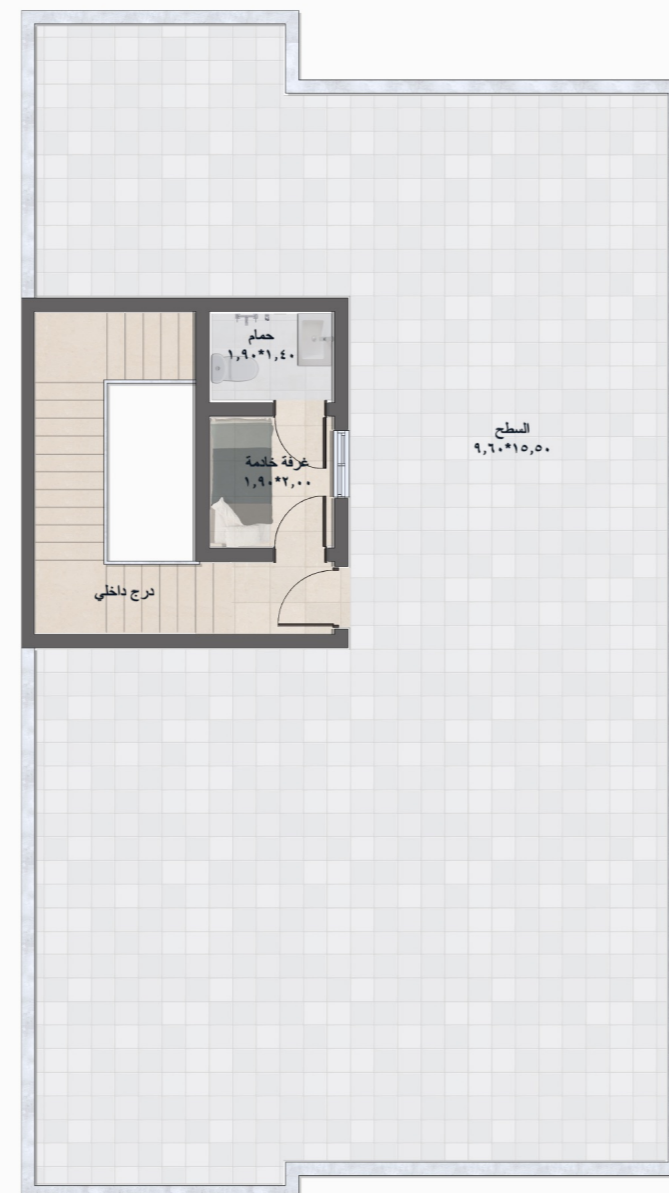 حمام
١,٩٠*١,٤٠
السطح
٩,٦٠*١٥,٥٠
غرفة خادمة
١,٩٠*٢,٠٠
درج داخلي